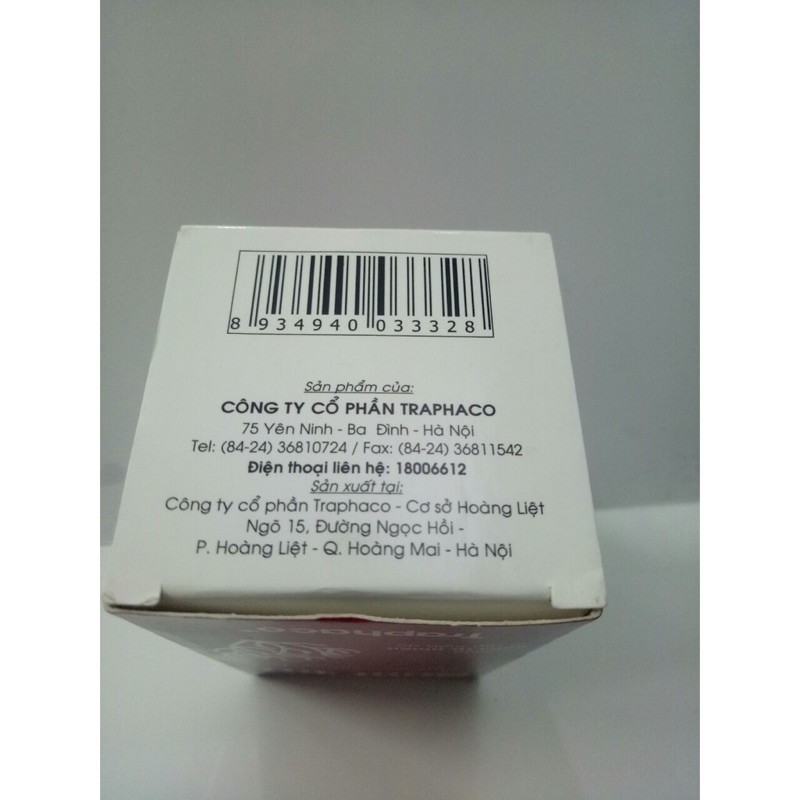 8 934940 033328
Sản phẩm của:
CÔNG TY CỔ PHẦN TRAPHACO
75 Yên Ninh - Ba Đình - Hà Nội
Tel: (84-24) 36810724 / Fax: (84-24) 36811542
Điện thoại liên hệ: 18006612
Sản xuất tại:
Công ty cổ phần Traphaco - Cơ sở Hoàng Liệt
Ngõ 15, Đường Ngọc Hồi -
P. Hoàng Liệt - Q. Hoàng Mai - Hà Nội
Traphaco